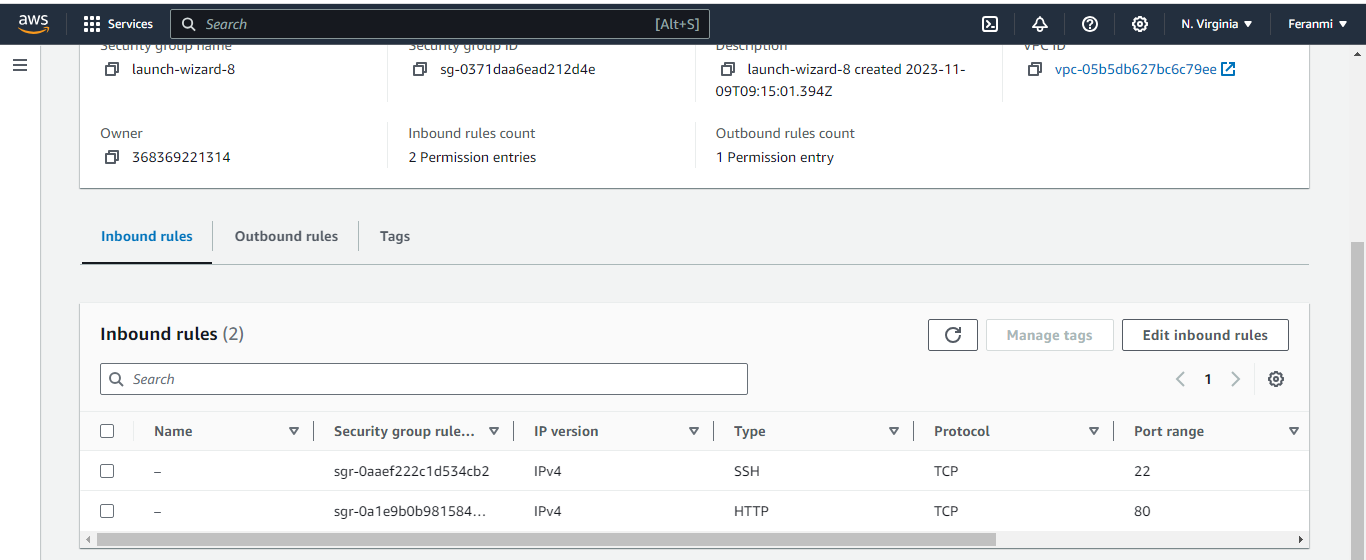 aws Services Search [Alt+S] N. Virginia Feranmi
Security group name Security group ID Description VPC ID
launch-wizard-8 sg-0371daa6ead212d4e launch-wizard-8 created 2023-11- vpc-05b5db627bc6c79ee
09T09:15:01.394Z
Owner Inbound rules count Outbound rules count
368369221314 2 Permission entries 1 Permission entry
Inbound rules Outbound rules Tags
Inbound rules (2) Manage tags Edit inbound rules
Search 1
Name Security group rule... IP version Type Protocol Port range
– sgr-0aaef222c1d534cb2 IPv4 SSH TCP 22
– sgr-0a1e9b0b981584... IPv4 HTTP TCP 80